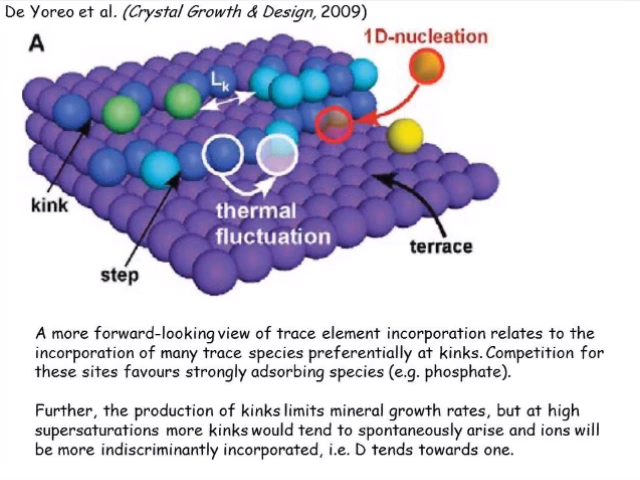 De Yoreo et al. (Crystal Growth & Design, 2009)
A
1D-nucleation
Lk
kink
thermal
fluctuation
terrace
step
A more forward-looking view of trace element incorporation relates to the
incorporation of many trace species preferentially at kinks. Competition for
these sites favours strongly adsorbing species (e.g. phosphate).
Further, the production of kinks limits mineral growth rates, but at high
supersaturations more kinks would tend to spontaneously arise and ions will
be more indiscriminantly incorporated, i.e. D tends towards one.